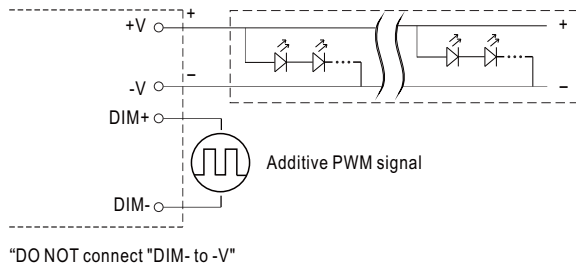 +V
+
+
-V
−
−
DIM+
Additive PWM signal
DIM-
“DO NOT connect "DIM- to -V"